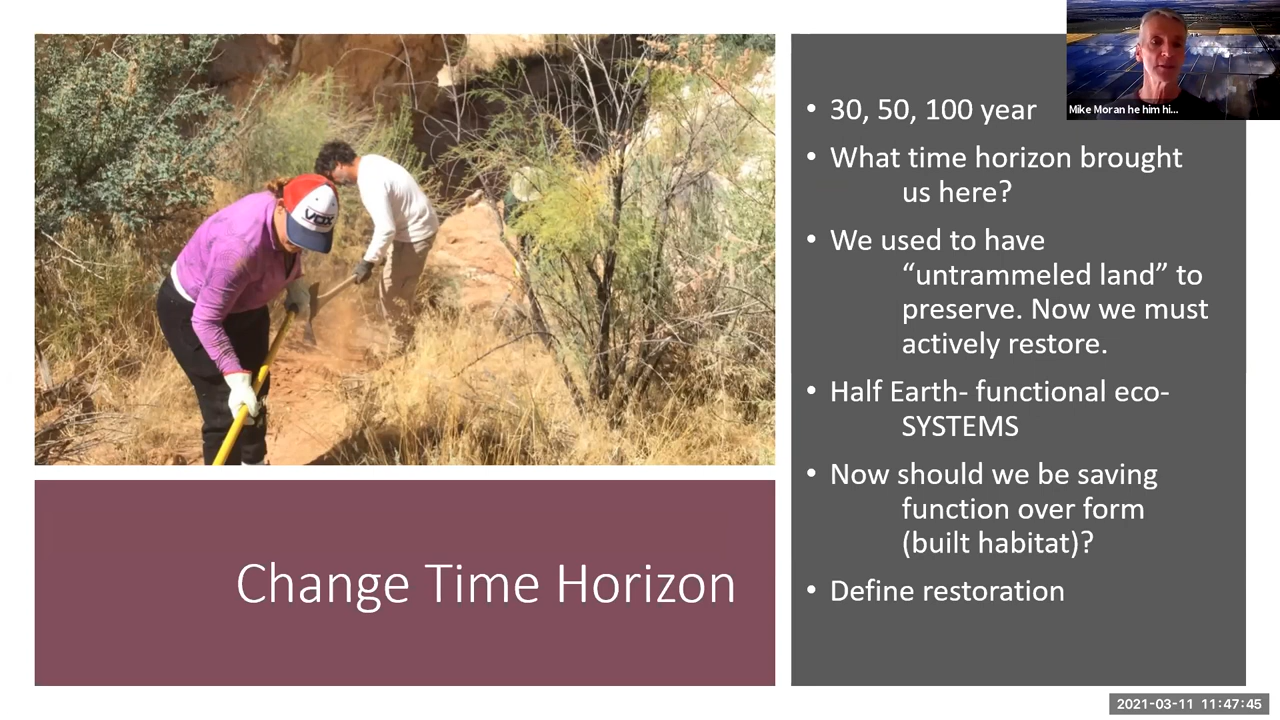 VOX
Change Time Horizon
Mike Moran he him hi...
• 30, 50, 100 year
• What time horizon brought
us here?
• We used to have
“untrammeled land” to
preserve. Now we must
actively restore.
• Half Earth- functional eco-
SYSTEMS
• Now should we be saving
function over form
(built habitat)?
• Define restoration
2021-03-11 11:47:45